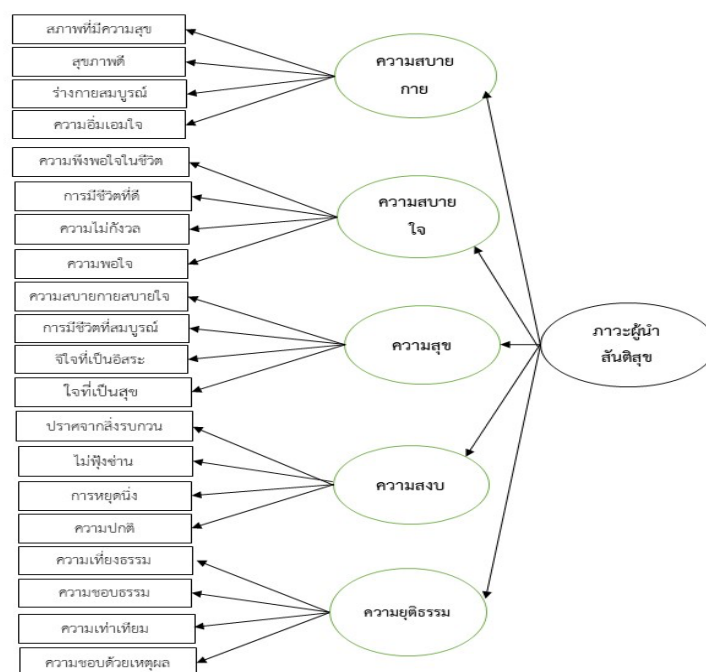 สภาพที่มีความสุข
สุขภาพดี
ร่างกายสมบูรณ์
ความอิ่มเอมใจ
ความสบาย
กาย
ความพึงพอใจในชีวิต
การมีชีวิตที่ดี
ความไม่กังวล
ความพอใจ
ความสบาย
ใจ
ความสบายกายสบายใจ
การมีชีวิตที่สมบูรณ์
จิใจที่เป็นอิสระ
ใจที่เป็นสุข
ความสุข
ปราศจากสิ่งรบกวน
ไม่ฟุ้งซ่าน
การหยุดนิ่ง
ความปกติ
ความสงบ
ความเที่ยงธรรม
ความชอบธรรม
ความเท่าเทียม
ความชอบด้วยเหตุผล
ความยุติธรรม
ภาวะผู้นำ
สันติสุข